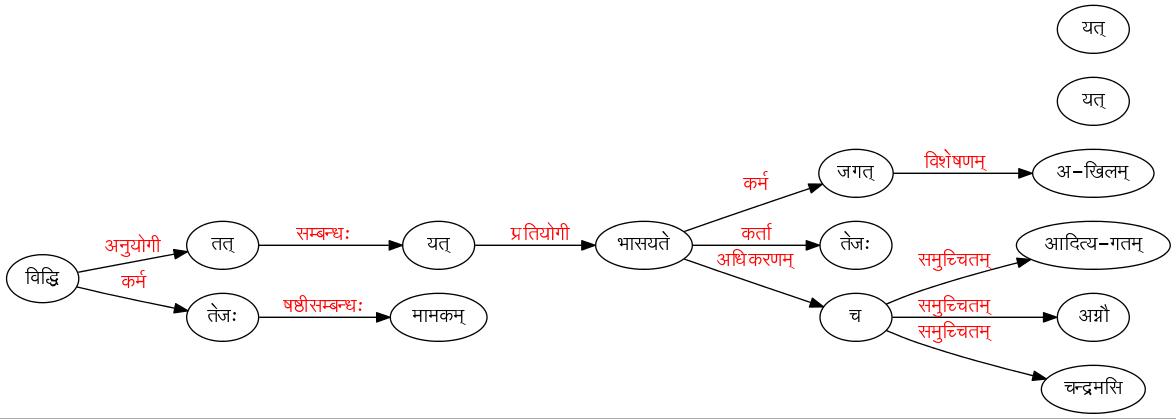 यत्
यत्
जगत् विशेषणम् अ-खिलम्
कर्म
अनुयोगी तत् सम्बन्धः यत् प्रतियोगी भासयते कर्ता तेजः समुच्चितम् आदित्य-गतम्
अधिकरणम्
विद्धि कर्म
तेजः षष्ठीसम्बन्धः मामकम् च समुच्चितम् अग्नौ
समुच्चितम्
चन्द्रमसि